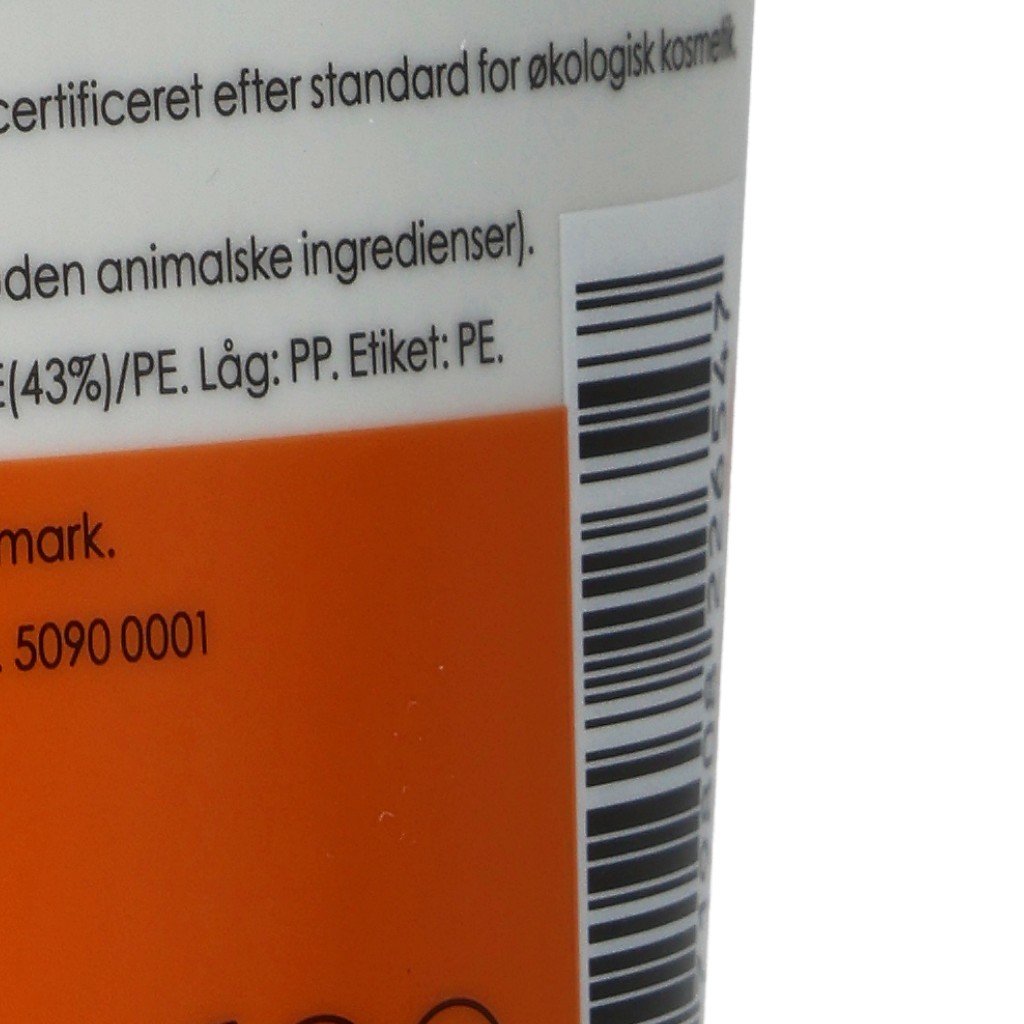 certificeret efter standard for økologisk kosmetik
den animalske ingredienser).
(43%)/PE. Låg: PP. Etiket: PE.
mark.
5090 0001